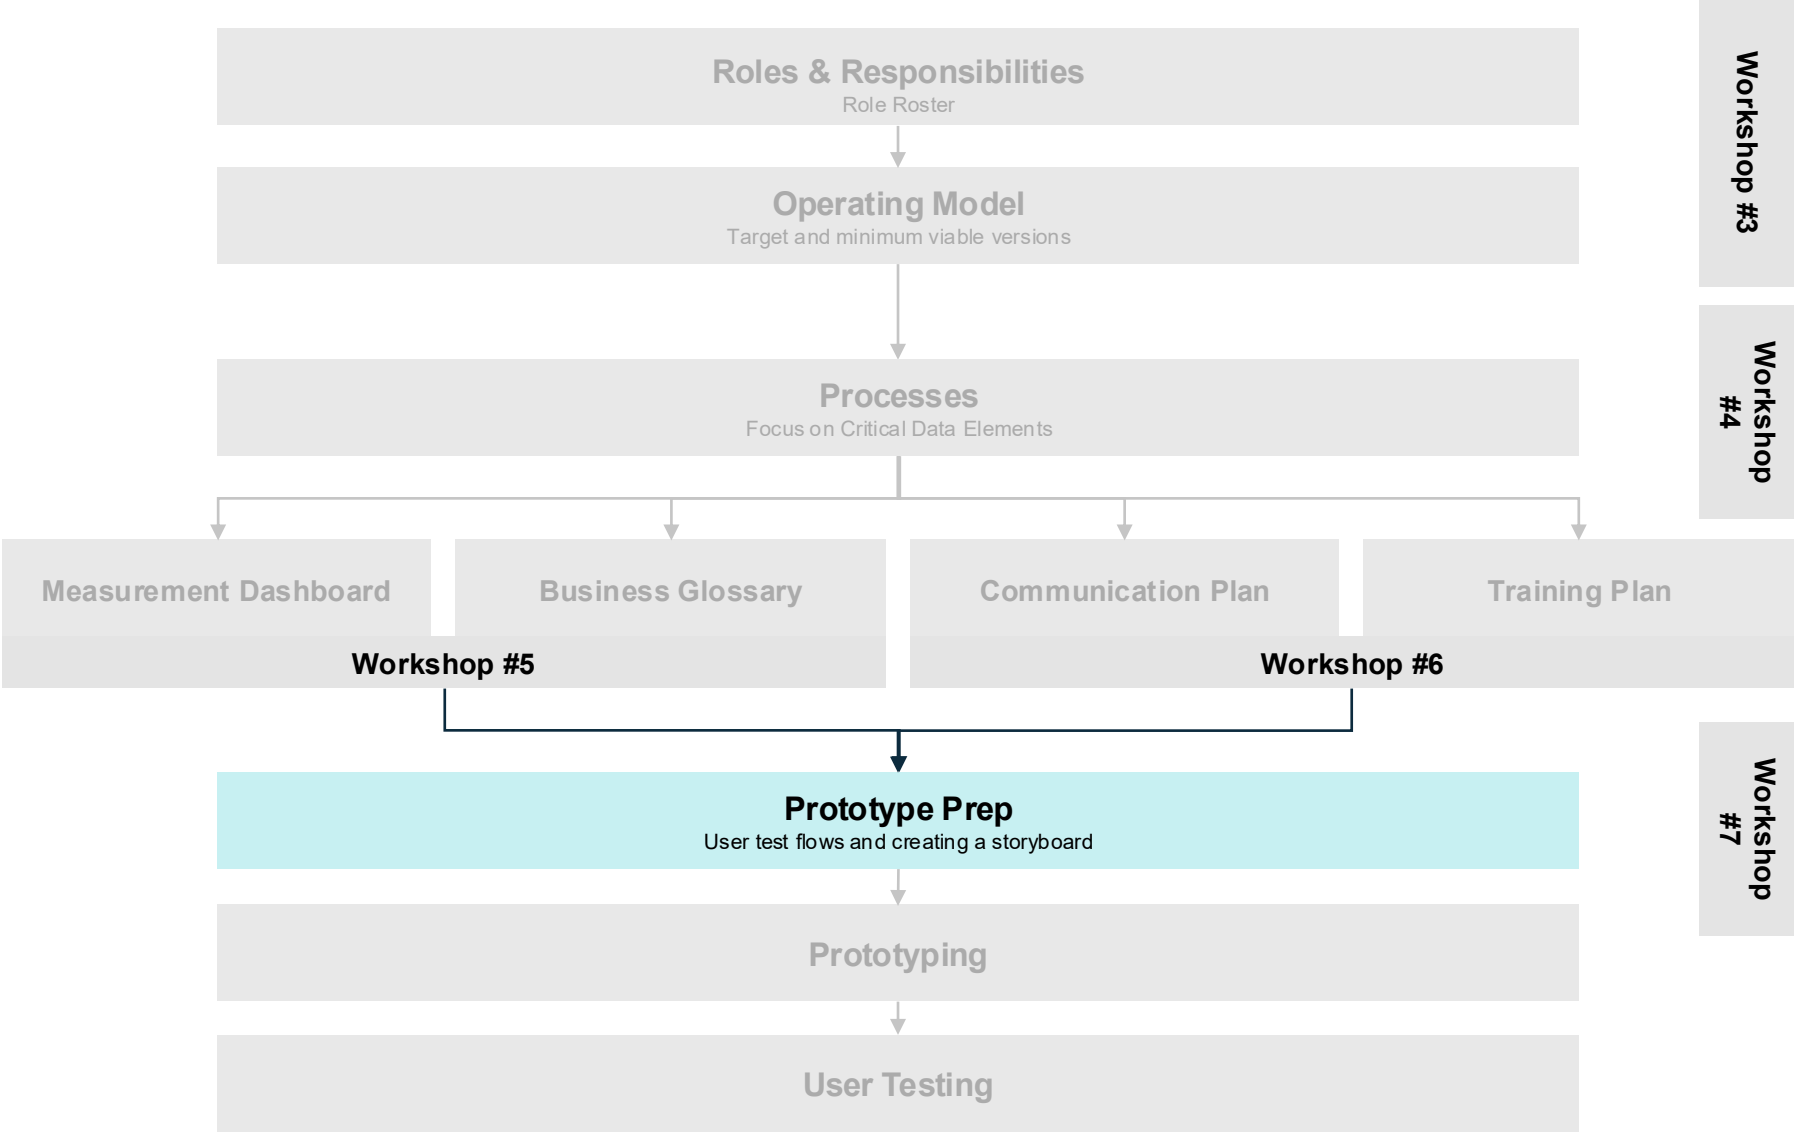 Roles & Responsibilities
Role Roster
Workshop #3
Operating Model
Target and minimum viable versions
Processes
Focus on Critical Data Elements
Workshop
#4
Measurement Dashboard
Business Glossary
Communication Plan
Training Plan
Workshop #5
Workshop #6
Prototype Prep
User test flows and creating a storyboard
Workshop
#7
Prototyping
User Testing